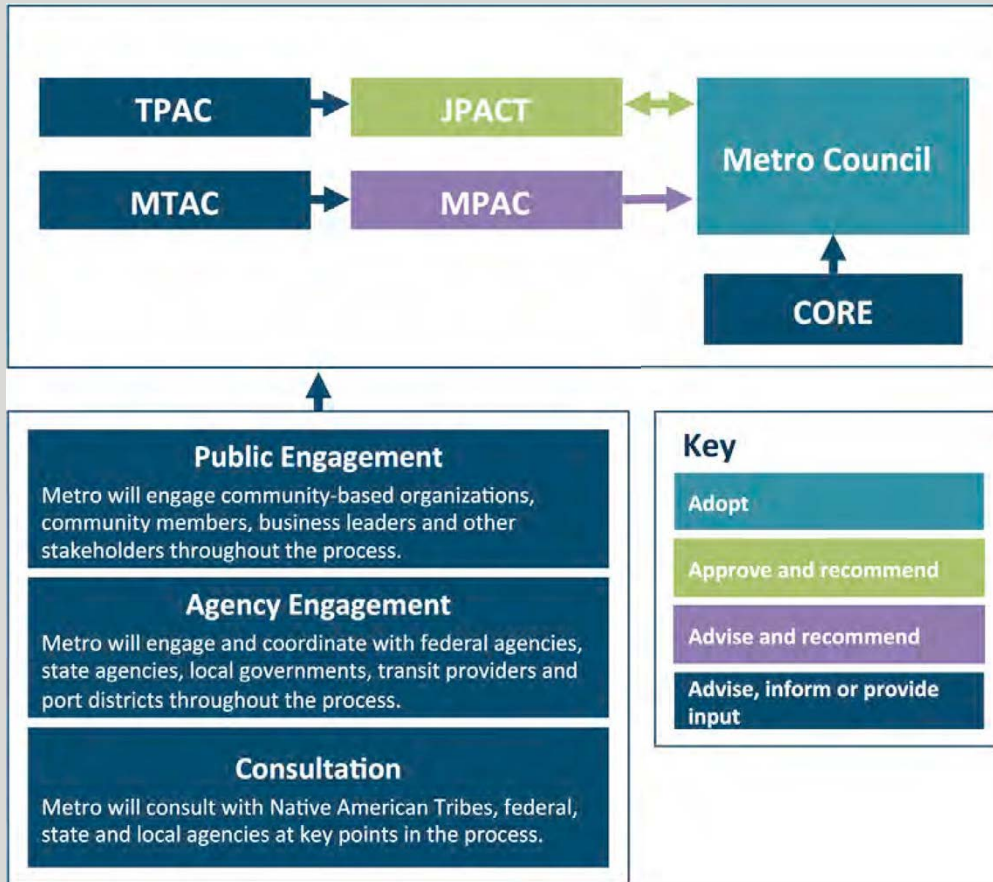 TPAC
JPACT
Metro Council
MTAC
MPAC
CORE
Public Engagement
Metro will engage community-based organizations,
community members, business leaders and other
stakeholders throughout the process.
Agency Engagement
Metro will engage and coordinate with federal agencies,
state agencies, local governments, transit providers and
port districts throughout the process.
Consultation
Metro will consult with Native American Tribes, federal,
state and local agencies at key points in the process.
Key
Adopt
Approve and recommend
Advise and recommend
Advise, inform or provide
input